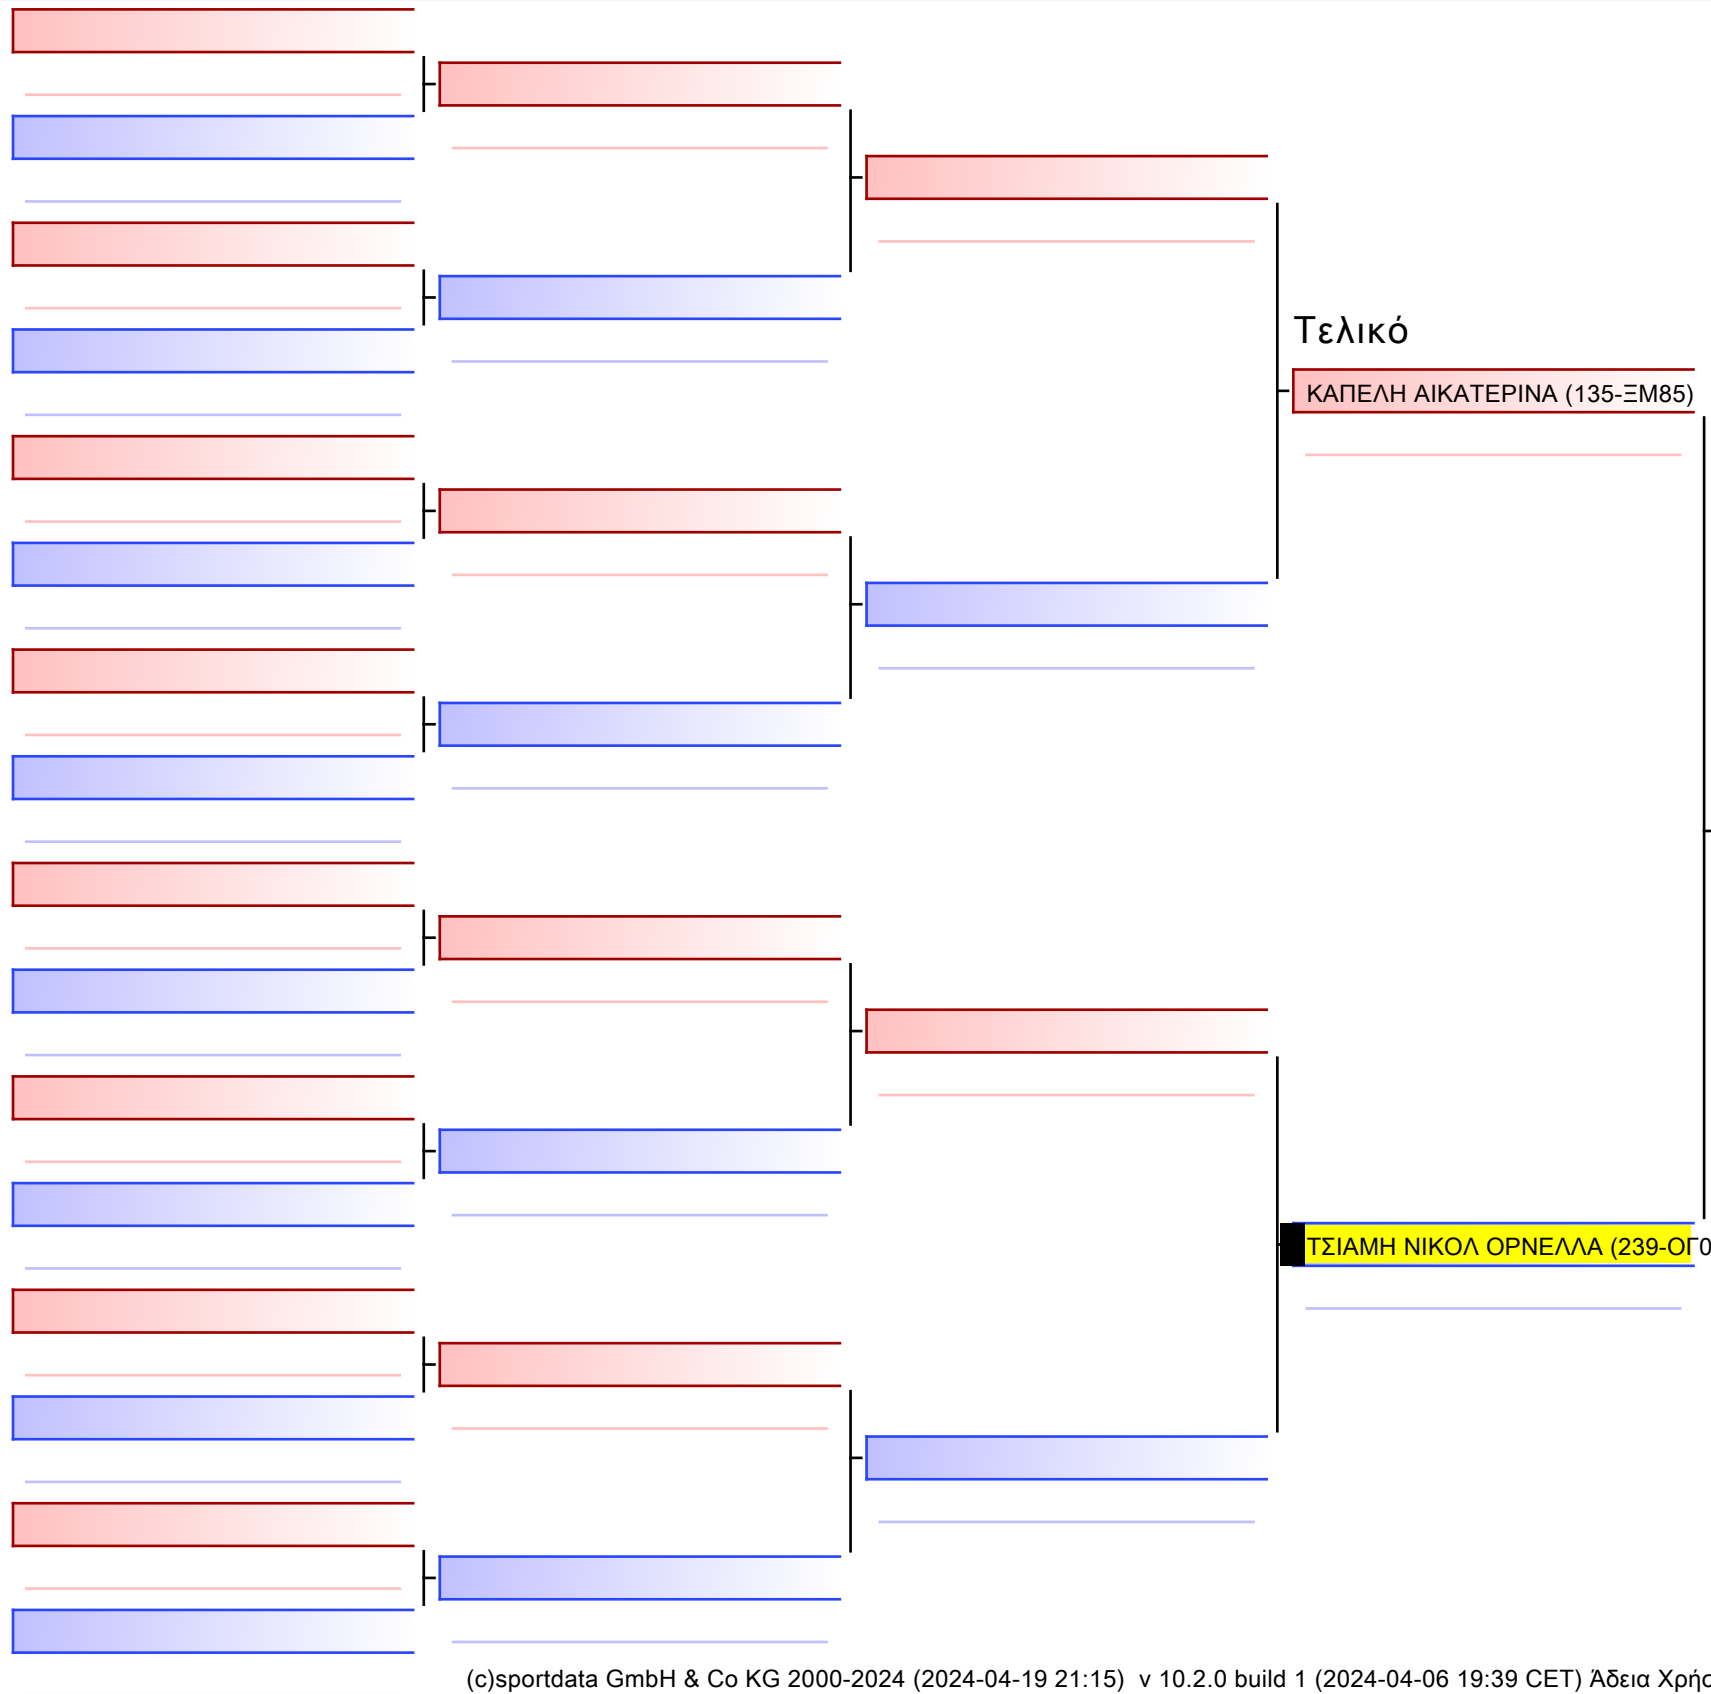 Τελικό
ΚΑΠΕΛΗ ΑΙΚΑΤΕΡΙΝΑ (135-ΞΜ85)
ΤΣΙΑΜΗ ΝΙΚΟΛ ΟΡΝΕΛΛΑ (239-ΟΓ0
(c)sportdata GmbH & Co KG 2000-2024 (2024-04-19 21:15) v 10.2.0 build 1 (2024-04-06 19:39 CET) Άδεια